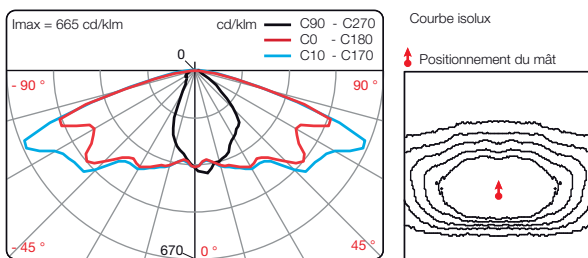 Imax = 665 cd/klm
cd/klm
C90 - C270
C0 - C180
C10 - C170
0
- 90 °
90 °
- 45 °
670
0 °
45 °
Courbe isolux
Positionnement du mât